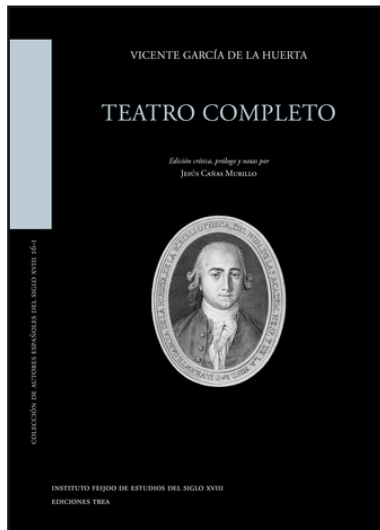 VICENTE GARCÍA DE LA HUERTA
TEATRO COMPLETO
Edición crítica, prólogo y notas por
JESÚS CAÑAS MURILLO
COLECCIÓN DE AUTORES ESPAÑOLES DEL SIGLO XVIII 16-I
INSTITUTO FEIJOO DE ESTUDIOS DEL SIGLO XVIII
EDICIONES TREA